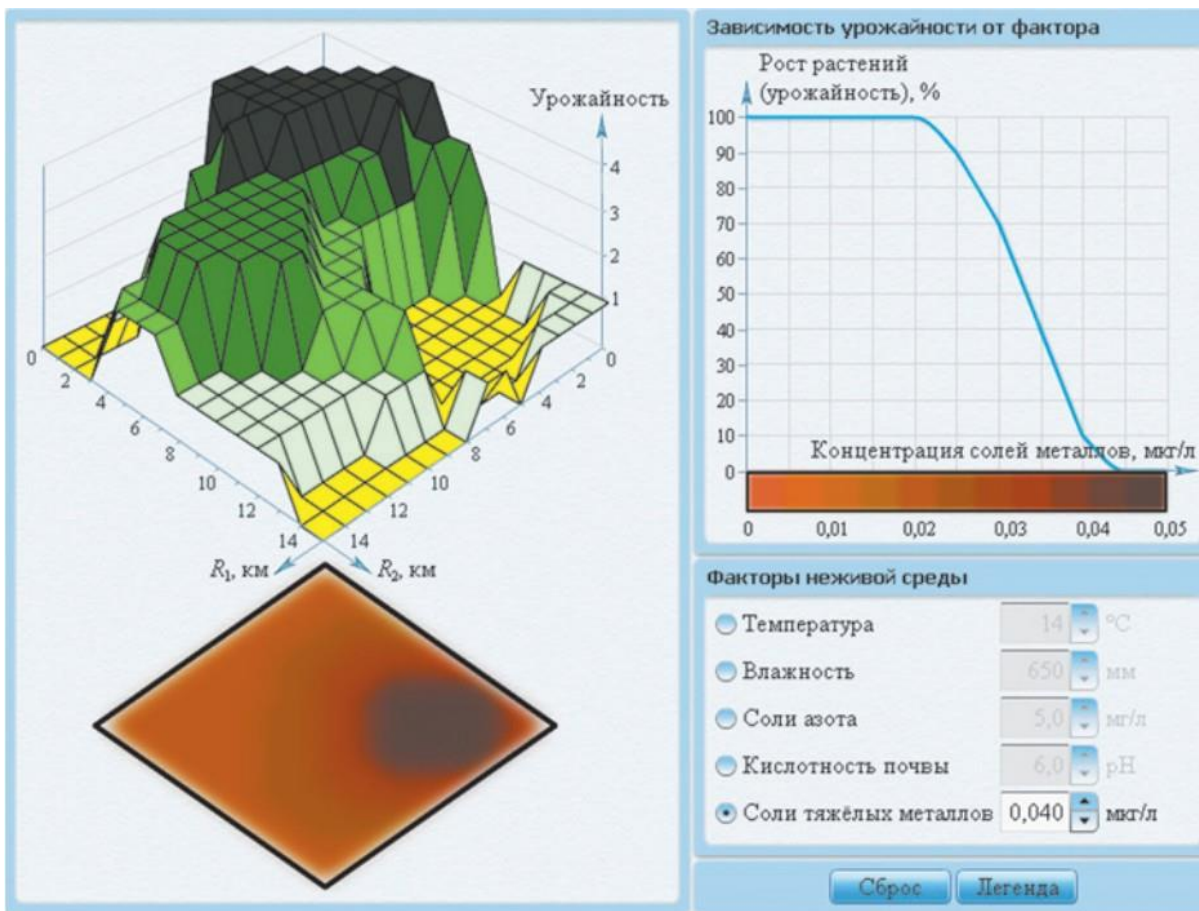 Урожайность
4
3
2
1
0
0
2
4
6
8
10
12
14
2
4
6
8
10
12
14
R₁, км
R₂, км
Зависимость урожайности от фактора
Рост растений
(урожайность), %
100
90
80
70
50
40
30
20
10
0
Концентрация солей металлов, мкг/л
0 0,01 0,02 0,03 0,04 0,05
Факторы неживой среды
Температура 14 °C
Влажность 650 мм
Соли азота 5,0 мг/л
Кислотность почвы 6,0 pH
Соли тяжёлых металлов 0,040 мкг/л
Сброс Легенда